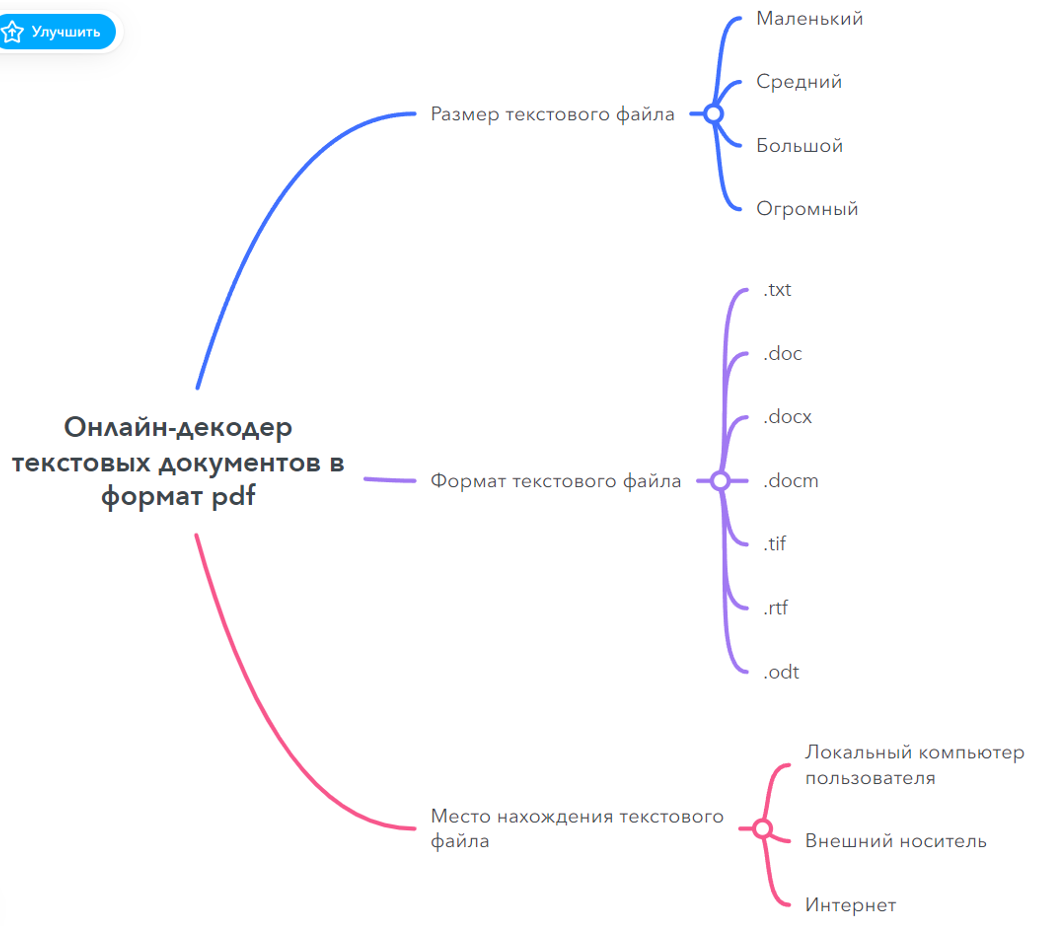 Улучшить
Маленький
Средний
Размер текстового файла
Большой
Огромный
.txt
.doc
.docx
Онлайн-декодер
текстовых документов в
формат pdf
Формат текстового файла
.docm
.tif
.rtf
.odt
Локальный компьютер
пользователя
Место нахождения текстового
файла
Внешний носитель
Интернет